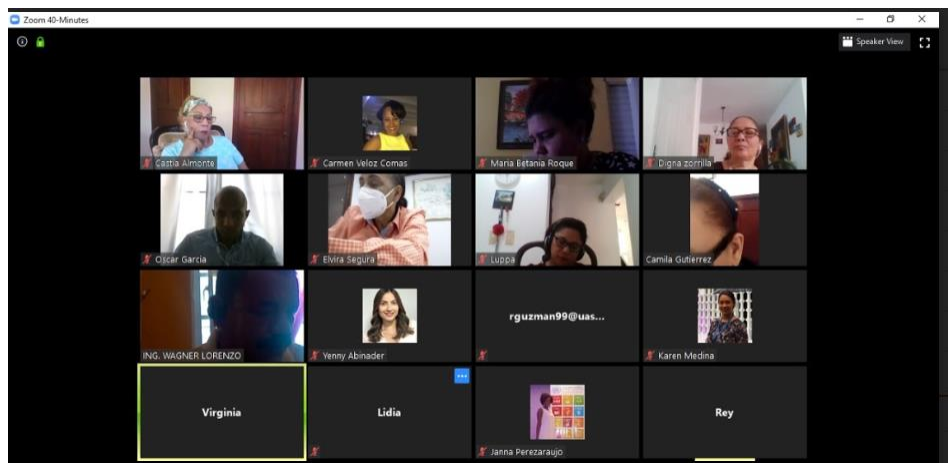 Zoom 40-Minutes
Speaker View
Castia Almonte
Carmen Veloz Comas
Maria Betania Roque
Digna zorrilla
Oscar Garcia
Elvira Segura
Luppa
Camila Gutierrez
ING. WAGNER LORENZO
Yenny Abinader
rguzman99@uas...
Karen Medina
Virginia
Lidia
Janna Perezaraujo
Rey